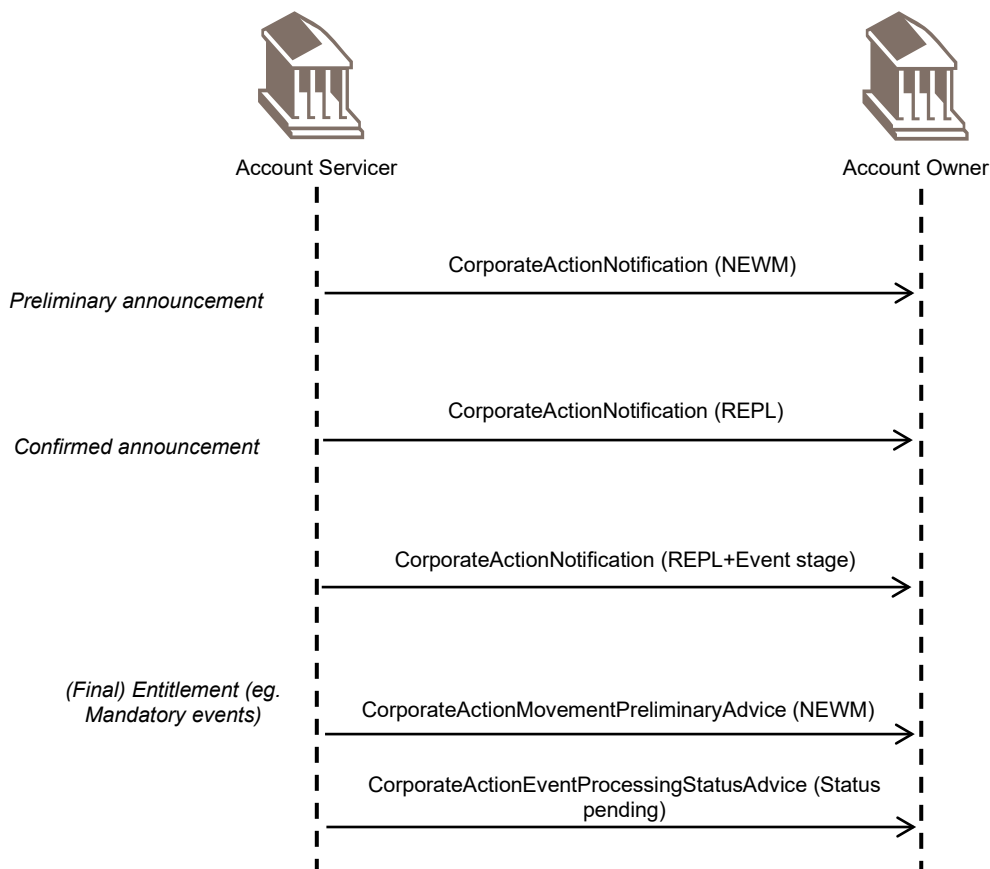 Account Servicer
Account Owner
CorporateActionNotification (NEWM)
Preliminary announcement
CorporateActionNotification (REPL)
Confirmed announcement
CorporateActionNotification (REPL+Event stage)
(Final) Entitlement (eg.
Mandatory events)
CorporateActionMovementPreliminaryAdvice (NEWM)
CorporateActionEventProcessingStatusAdvice (Status
pending)